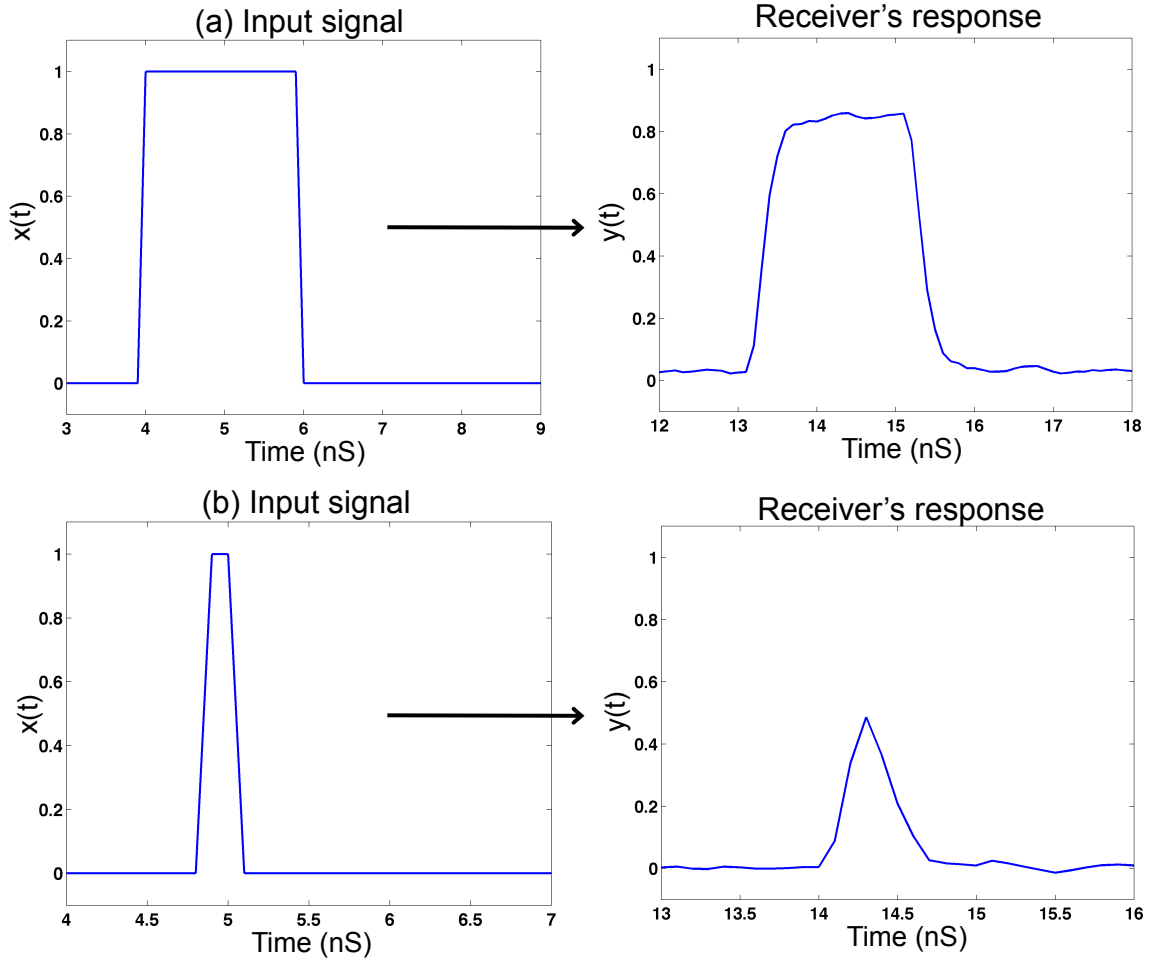 (a) Input signal
Receiver's response
1
0.8
0.6
0.4
0.2
0
x(t)
3 4 5 6 7 8 9
Time (nS)
1
0.8
0.6
0.4
0.2
0
y(t)
12 13 14 15 16 17 18
Time (nS)
(b) Input signal
Receiver's response
1
0.8
0.6
0.4
0.2
0
x(t)
4 4.5 5 5.5 6 6.5 7
Time (nS)
1
0.8
0.6
0.4
0.2
0
y(t)
13 13.5 14 14.5 15 15.5 16
Time (nS)